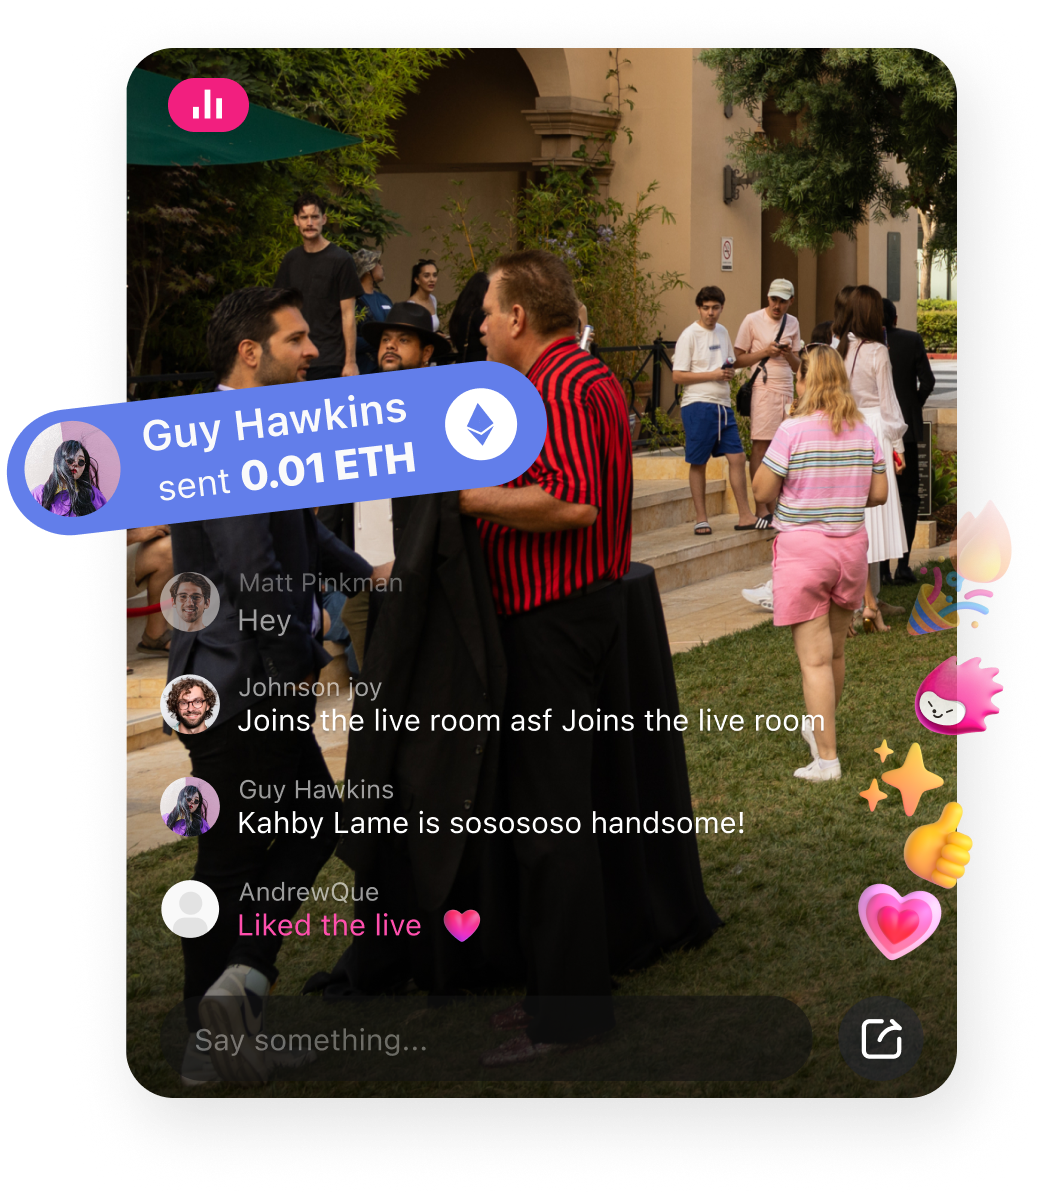 Guy Hawkins
sent 0.01 ETH
Matt Pinkman
Hey
Johnson joy
Joins the live room asf Joins the live room
Guy Hawkins
Kahby Lame is sosososo handsome!
AndrewQue
Liked the live
Say something...